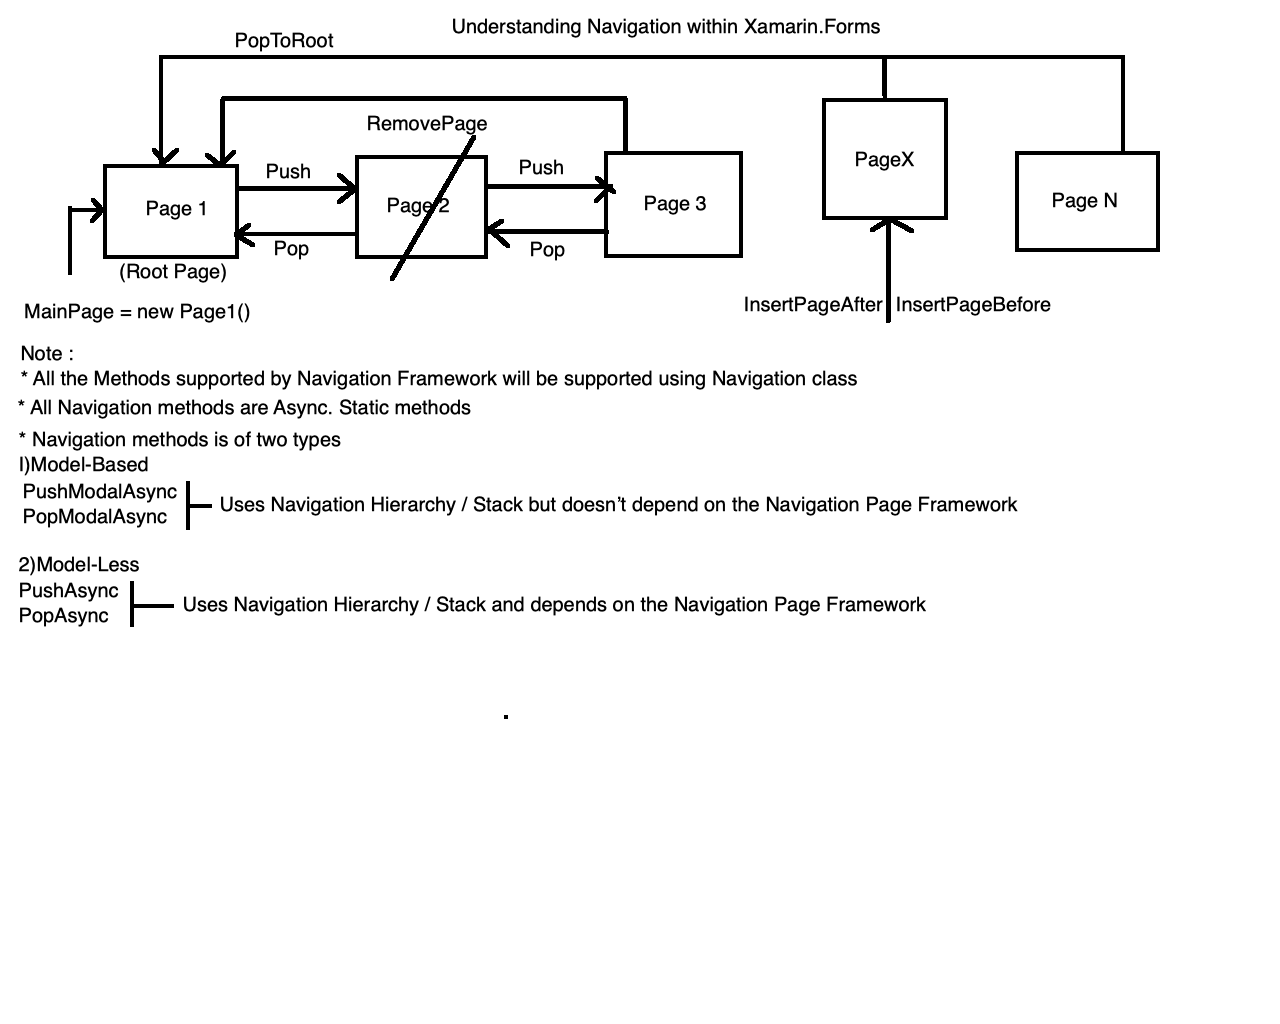 Understanding Navigation within Xamarin.Forms
PopToRoot
RemovePage
Push
Push
PageX
Page 1
Page 2
Page 3
Page N
Pop
Pop
(Root Page)
MainPage = new Page1()
InsertPageAfter InsertPageBefore
Note :
* All the Methods supported by Navigation Framework will be supported using Navigation class
* All Navigation methods are Async. Static methods
* Navigation methods is of two types
I)Model-Based
PushModalAsync
PopModalAsync
Uses Navigation Hierarchy / Stack but doesn't depend on the Navigation Page Framework
2)Model-Less
PushAsync
PopAsync
Uses Navigation Hierarchy / Stack and depends on the Navigation Page Framework